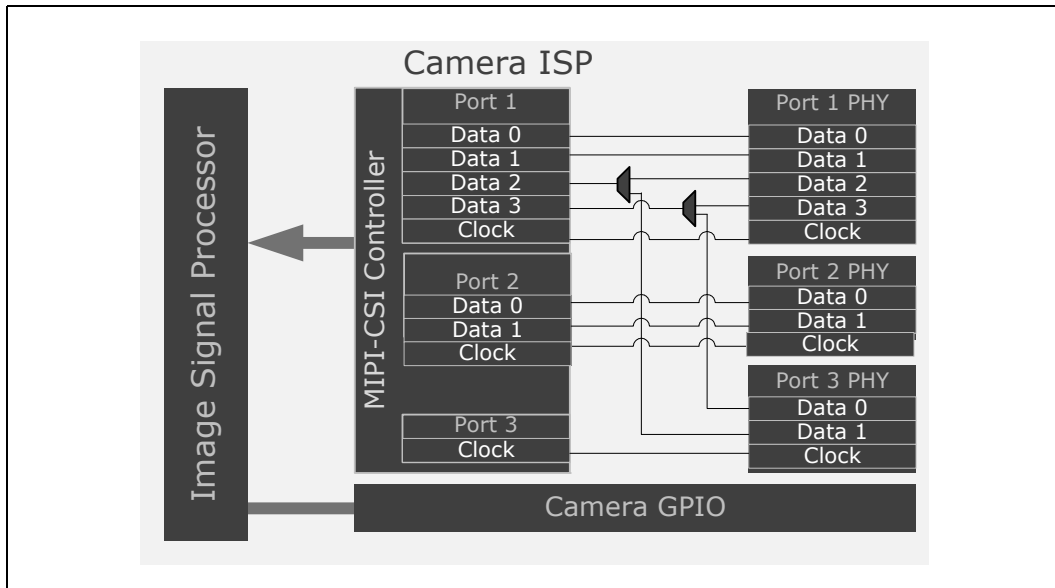 Camera ISP
Image Signal Processor
MIPI-CSI Controller
Port 1
Data 0
Data 1
Data 2
Data 3
Clock
Port 2
Data 0
Data 1
Clock
Port 3
Clock
Port 1 PHY
Data 0
Data 1
Data 2
Data 3
Clock
Port 2 PHY
Data 0
Data 1
Clock
Port 3 PHY
Data 0
Data 1
Clock
Camera GPIO